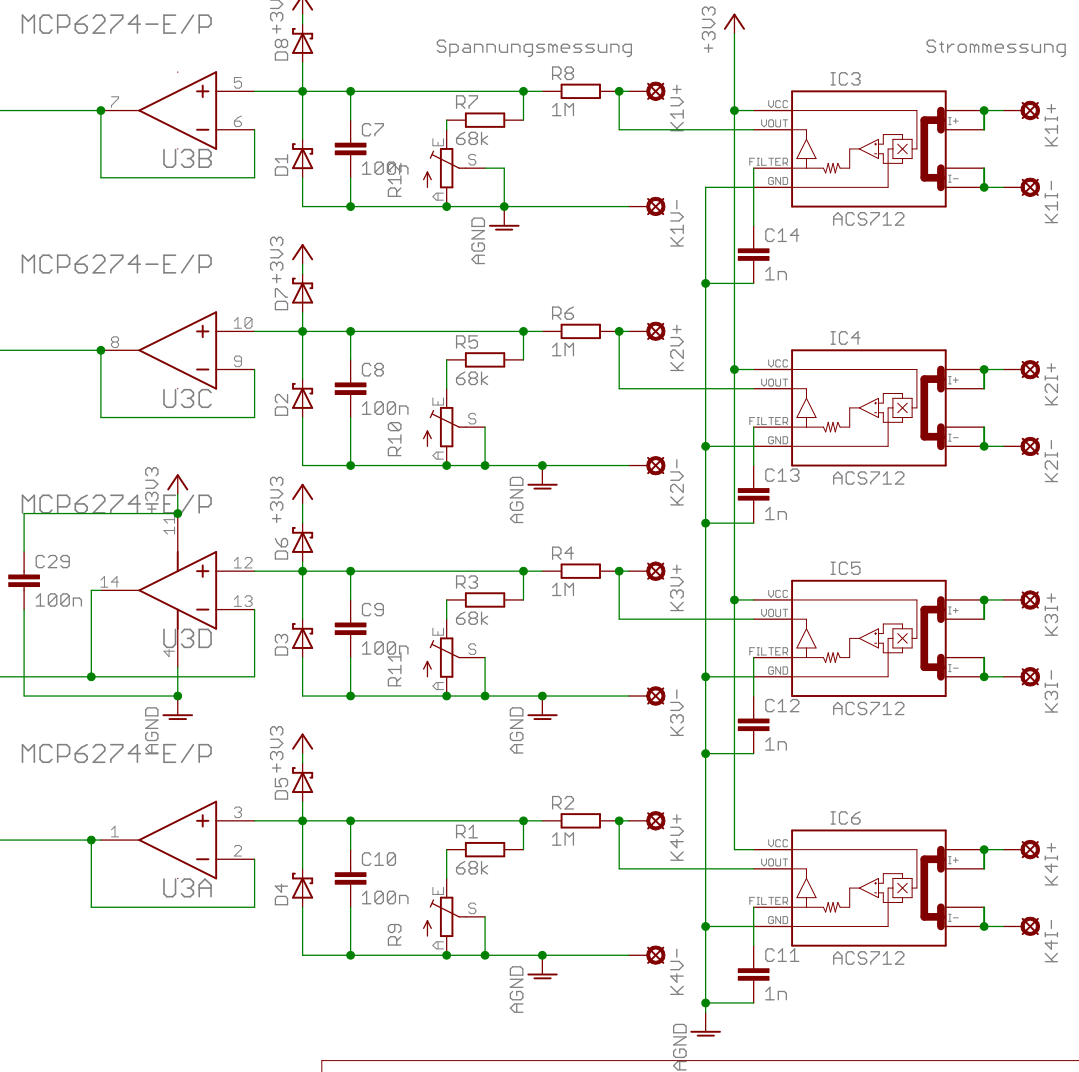 MCP6274-E/P
D8
+3V3
Spannungsmessung
+3V3
Strommessung
7
5
6
U3B
D1
C7
100n
R7
68k
E
S
A
R8
1M
K1V+
K1V-
AGND
IC3
VCC
VOUT
FILTER
GND
I+
I-
ACS712
K1I+
K1I-
C14
1n
MCP6274-E/P
D7
+3V3
8
10
9
U3C
D2
C8
100n
R5
68k
R10
E
S
A
R6
1M
K2V+
K2V-
AGND
IC4
VCC
VOUT
FILTER
GND
I+
I-
ACS712
K2I+
K2I-
C13
1n
MCP6274-E/P
+3V3
11
C29
100n
14
12
13
U3D
4
AGND
D6
+3V3
D3
C9
100n
R3
68k
R11
E
S
A
R4
1M
K3V+
K3V-
AGND
IC5
VCC
VOUT
FILTER
GND
I+
I-
ACS712
K3I+
K3I-
C12
1n
MCP6274-E/P
D5
+3V3
1
3
2
U3A
D4
C10
100n
R1
68k
R9
E
S
A
R2
1M
K4V+
K4V-
AGND
IC6
VCC
VOUT
FILTER
GND
I+
I-
ACS712
K4I+
K4I-
C11
1n
AGND